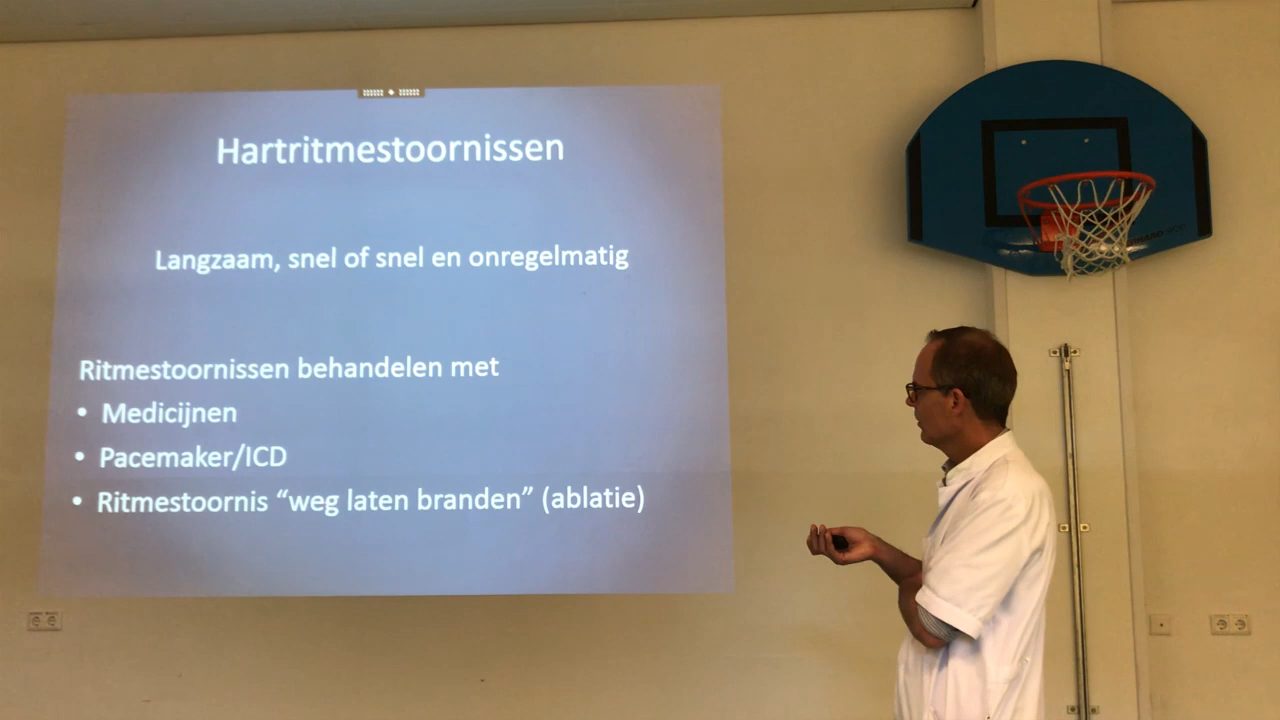 Hartritmestoornissen
Langzaam, snel of snel en onregelmatig
Ritmestoornissen behandelen met
• Medicijnen
• Pacemaker/ICD
• Ritmestoornis “weg laten branden” (ablatie)